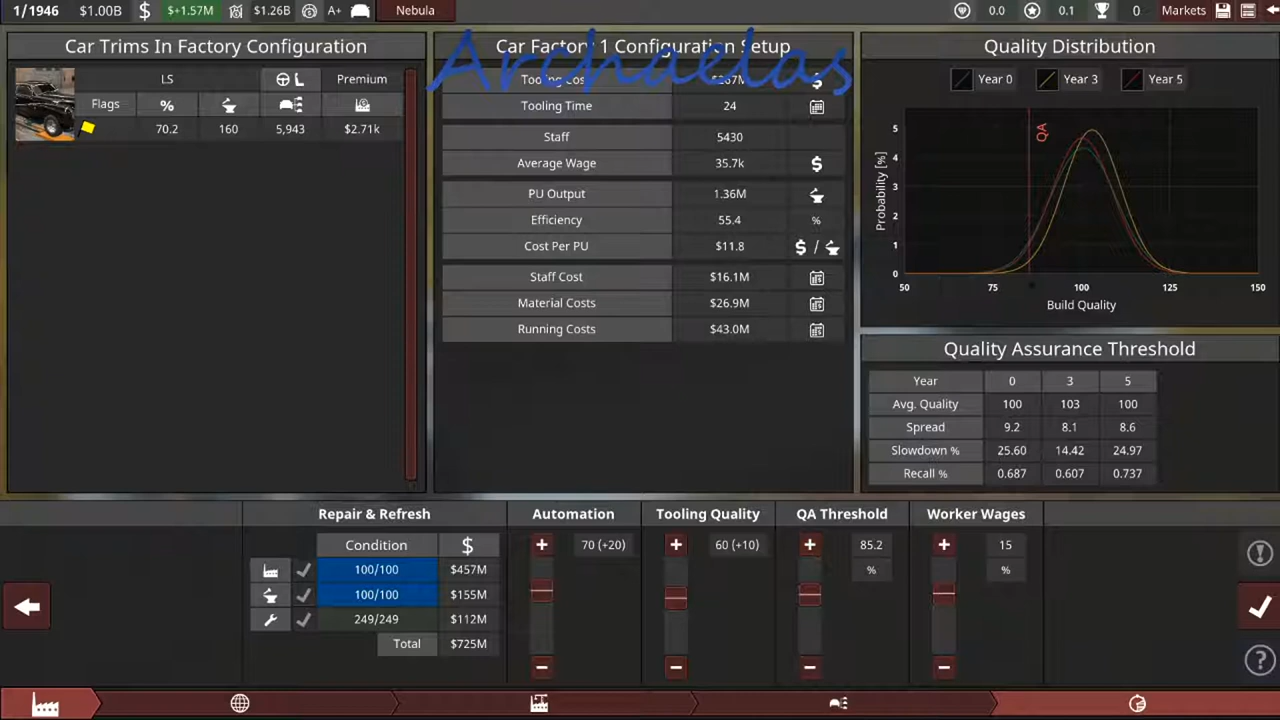 1/1946 $1.00B $+1.57M $1.26B A+ Nebula 0.0 0.1 0 Markets
Car Trims In Factory Configuration
LS Premium
Flags %
70.2 160 5,943 $2.71k
Car Factory 1 Configuration Setup
Archaelas
Tooling Cost
Tooling Time 24
Staff 5430
Average Wage 35.7k $
PU Output 1.36M
Efficiency 55.4 %
Cost Per PU $11.8 $ /
Staff Cost $16.1M
Material Costs $26.9M
Running Costs $43.0M
Quality Distribution
Year 0 Year 3 Year 5
QA
Probability [%]
5
4
3
2
1
0
50 75 100 125 150
Build Quality
Quality Assurance Threshold
Year 0 3 5
Avg. Quality 100 103 100
Spread 9.2 8.1 8.6
Slowdown % 25.60 14.42 24.97
Recall % 0.687 0.607 0.737
Repair & Refresh
Condition $
100/100 $457M
100/100 $155M
249/249 $112M
Total $725M
Automation
+ 70 (+20)
−
Tooling Quality
+ 60 (+10)
−
QA Threshold
+ 85.2
%
−
Worker Wages
+ 15
%
−
!
?